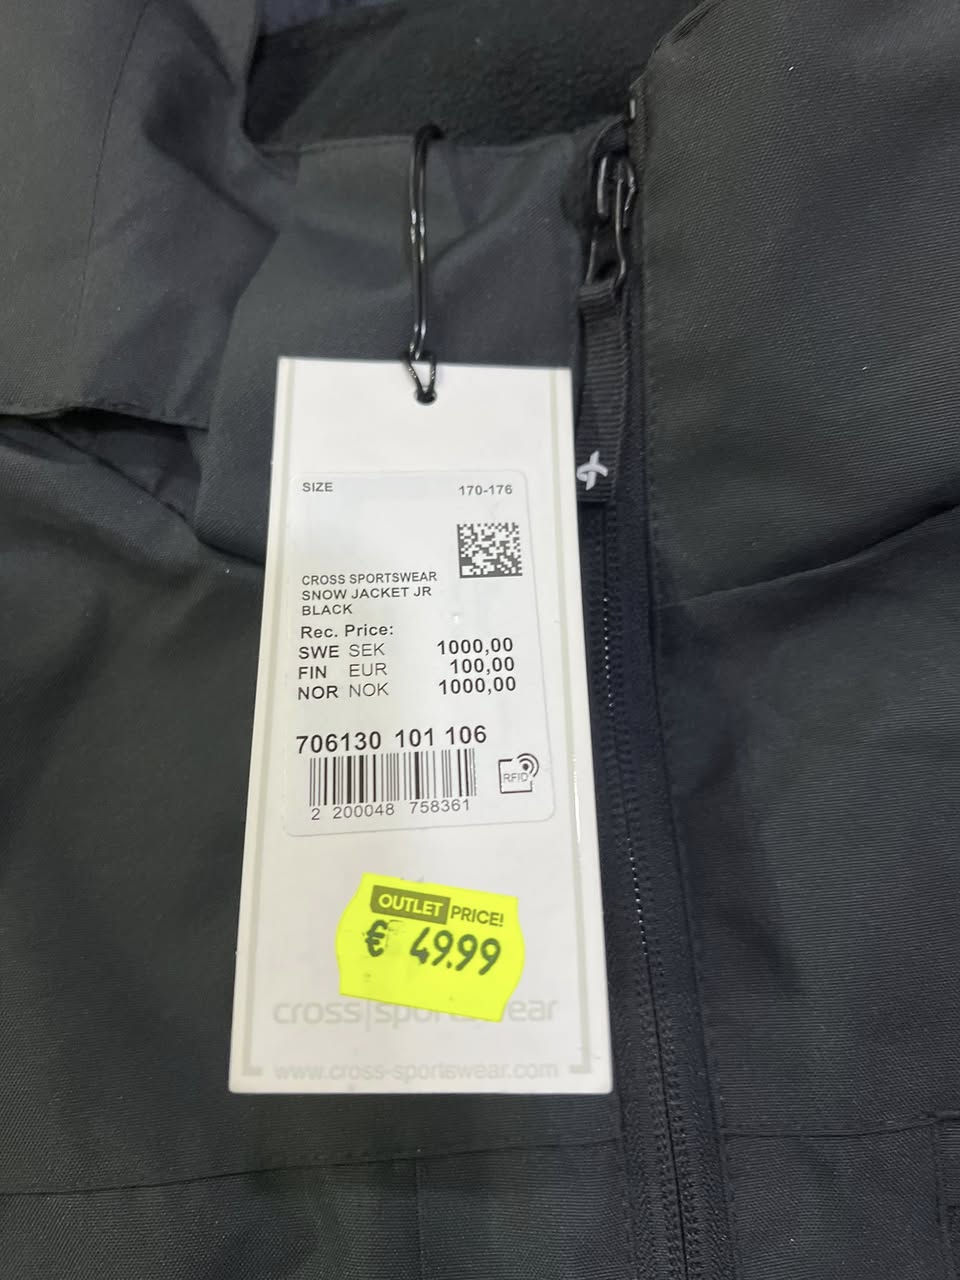 SIZE 170-176
CROSS SPORTSWEAR
SNOW JACKET JR
BLACK
Rec. Price:
SWE SEK 1000,00
FIN EUR 100,00
NOR NOK 1000,00
706130 101 106
RFID
2 200048 758361
OUTLET PRICE!
€ 49.99
cross|sportswear
www.cross-sportswear.com